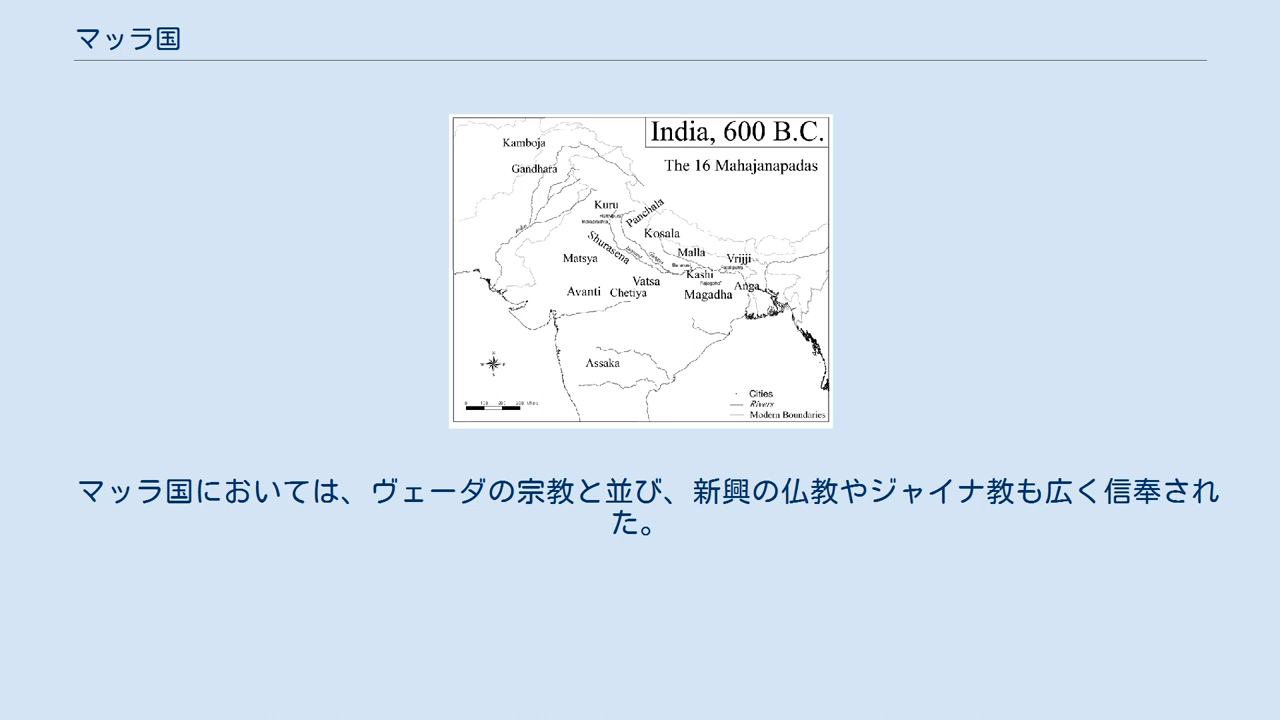 マッラ国
India, 600 B.C.
The 16 Mahajanapadas
Kamboja
Gandhara
Kuru
Panchala
Kosala
Shurasena
Malla
Vrijji
Matsya
Kashi
Vatsa
Anga
Avanti
Chetiya
Magadha
Assaka
Cities
Rivers
Modern Boundaries
マッラ国においては、ヴェーダの宗教と並び、新興の仏教やジャイナ教も広く信奉され
た。